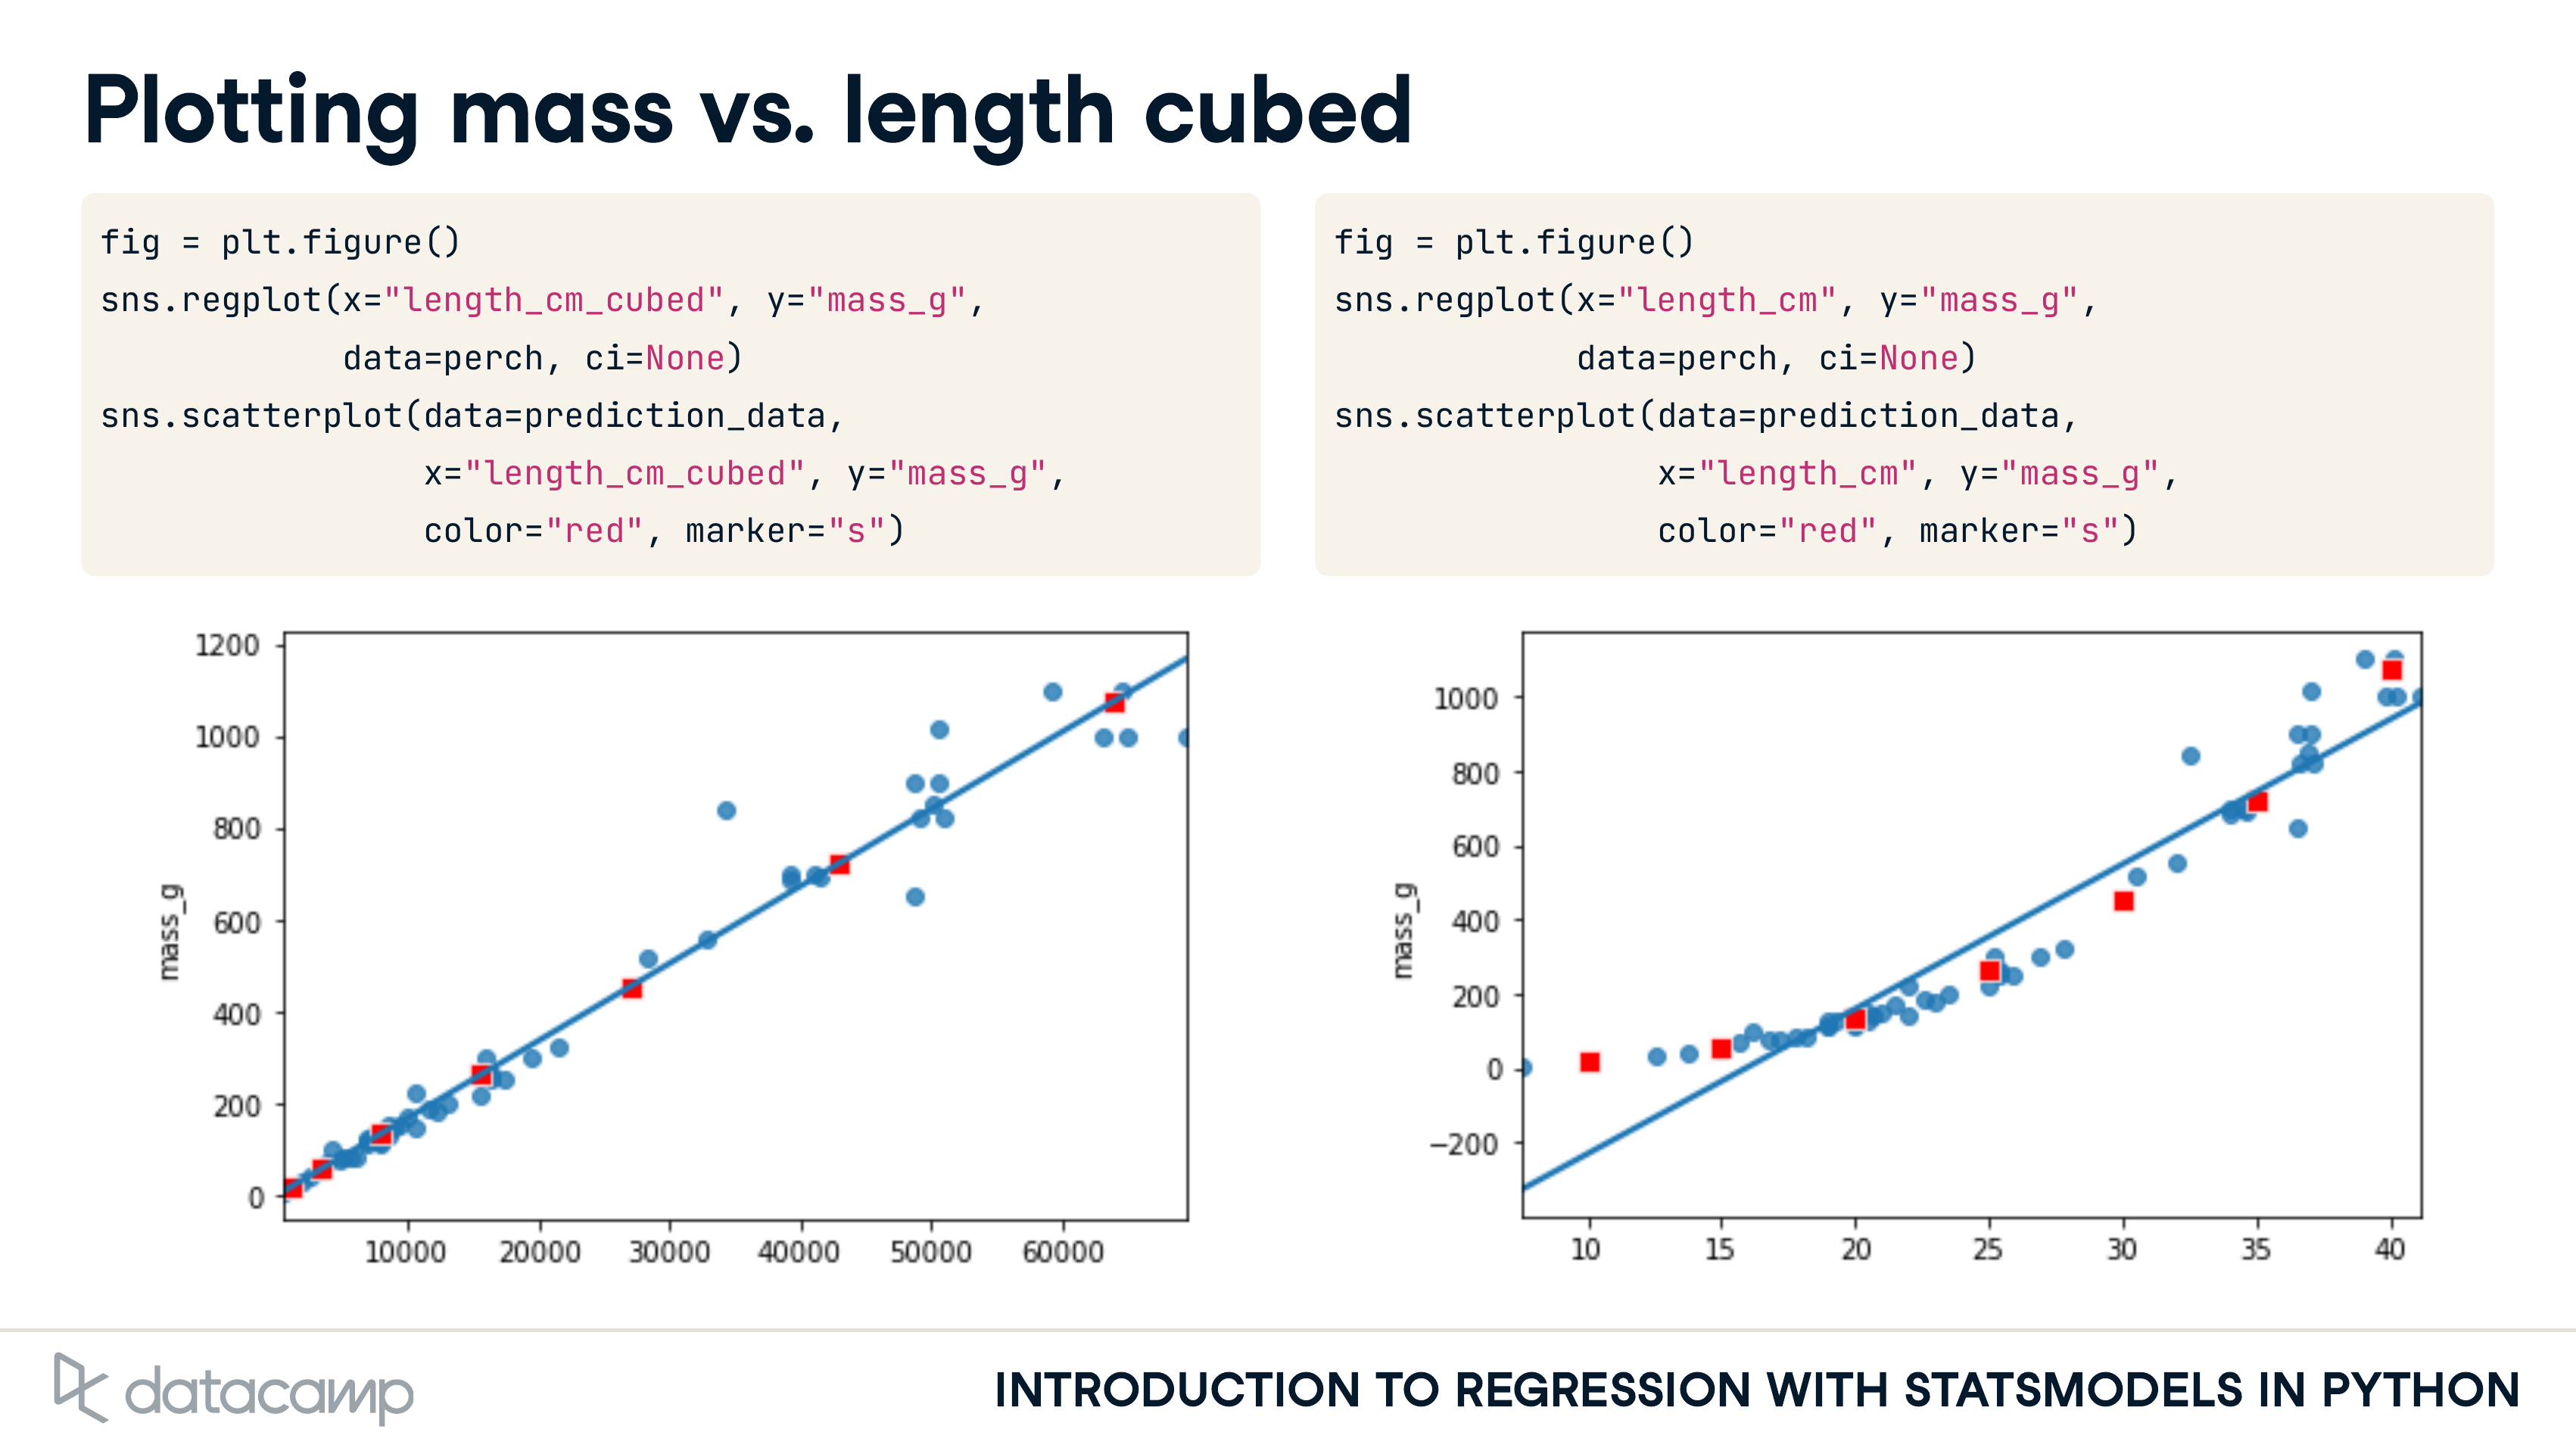 Plotting mass vs. length cubed
fig = plt.figure()
sns.regplot(x="length_cm_cubed", y="mass_g",
            data=perch, ci=None)
sns.scatterplot(data=prediction_data,
                x="length_cm_cubed", y="mass_g",
                color="red", marker="s")
fig = plt.figure()
sns.regplot(x="length_cm", y="mass_g",
            data=perch, ci=None)
sns.scatterplot(data=prediction_data,
                x="length_cm", y="mass_g",
                color="red", marker="s")
1200
1000
800
600
400
200
0
mass_g
10000 20000 30000 40000 50000 60000
1000
800
600
400
200
0
−200
mass_g
10 15 20 25 30 35 40
datacamp
INTRODUCTION TO REGRESSION WITH STATSMODELS IN PYTHON